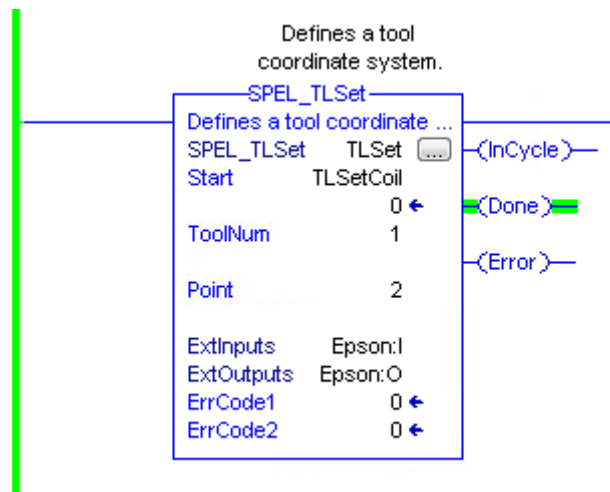 Defines a tool
coordinate system.
SPEL_TLSet
Defines a tool coordinate ...
SPEL_TLSet TLSet ... (InCycle)
Start TLSetCoil
0 (Done)
ToolNum 1
(Error)
Point 2
ExtInputs Epson:I
ExtOutputs Epson:O
ErrCode1 0
ErrCode2 0